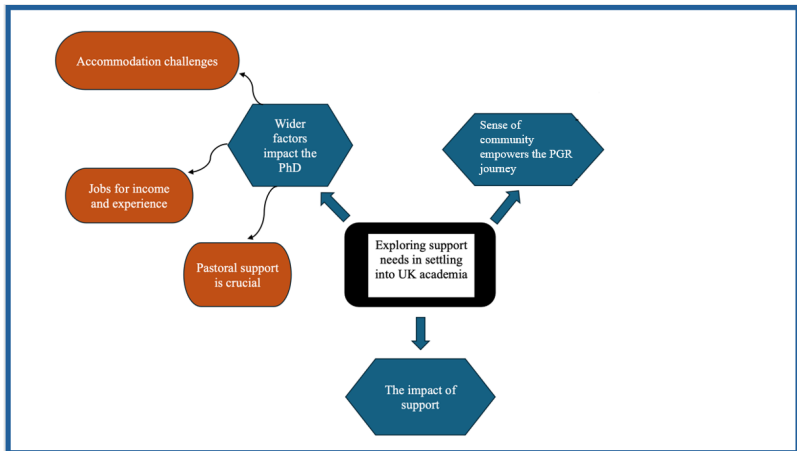 Accommodation challenges
Wider
factors
impact the
PhD
Sense of
community
empowers the PGR
journey
Jobs for income
and experience
Pastoral support
is crucial
Exploring support
needs in settling
into UK academia
The impact of
support